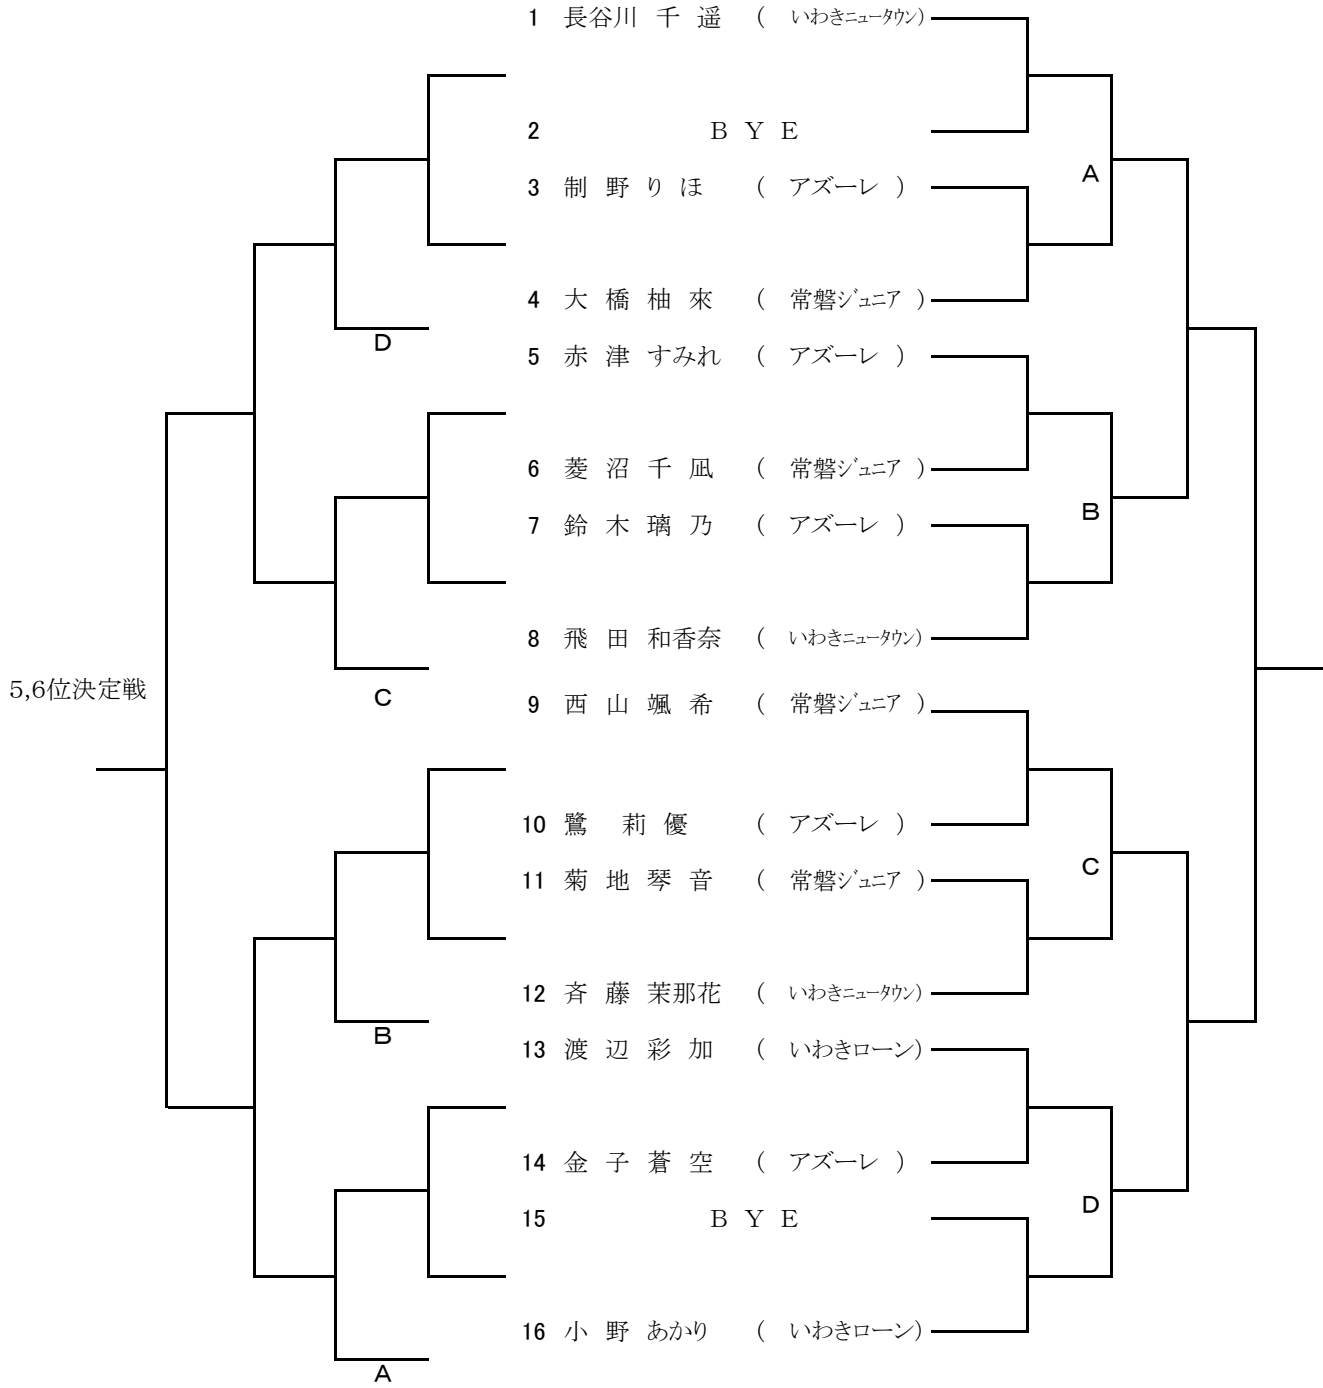 1 長谷川 千 遥 ( いわきニュータウン)
2 B Y E
A
3 制 野 り ほ ( アズーレ )
4 大 橋 柚 來 ( 常磐ジュニア )
D
5 赤 津 すみれ ( アズーレ )
6 菱 沼 千 凪 ( 常磐ジュニア )
B
7 鈴 木 璃 乃 ( アズーレ )
8 飛 田 和香奈 ( いわきニュータウン)
5,6位決定戦
C
9 西 山 颯 希 ( 常磐ジュニア )
10 鷺 莉 優 ( アズーレ )
C
11 菊 地 琴 音 ( 常磐ジュニア )
12 斉 藤 茉那花 ( いわきニュータウン)
B
13 渡 辺 彩 加 ( いわきローン)
14 金 子 蒼 空 ( アズーレ )
D
15 B Y E
16 小 野 あかり ( いわきローン)
A